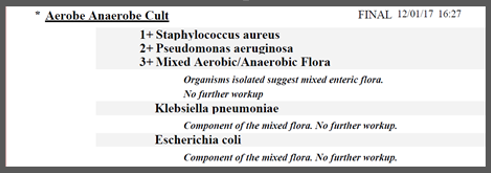 * Aerobe Anaerobe Cult FINAL 12/01/17 16:27
1+ Staphylococcus aureus
2+ Pseudomonas aeruginosa
3+ Mixed Aerobic/Anaerobic Flora
Organisms isolated suggest mixed enteric flora.
No further workup
Klebsiella pneumoniae
Component of the mixed flora. No further workup.
Escherichia coli
Component of the mixed flora. No further workup.